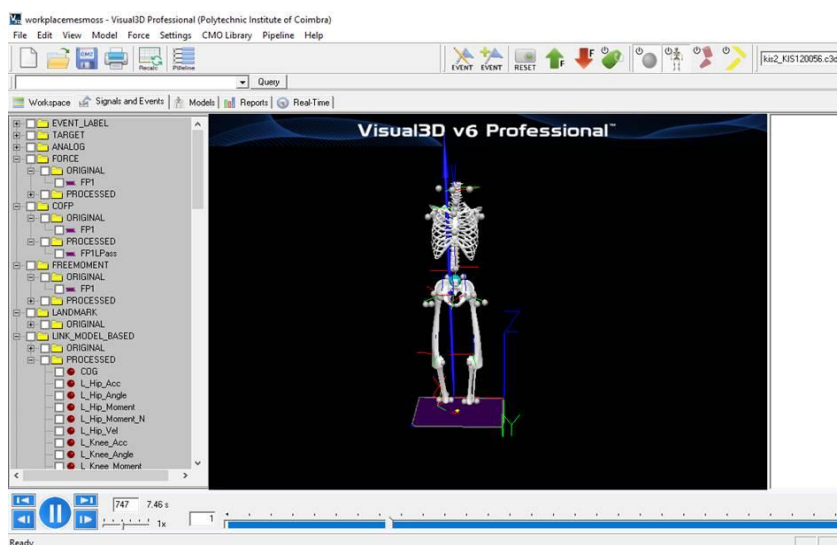 workplacemesmoss - Visual3D Professional (Polytechnic Institute of Coimbra)
File Edit View Model Force Settings CMO Library Pipeline Help
CMO Recalc Pipeline EVENT EVENT RESET F F kis2_KIS120056.c3d
Query
Workspace Signals and Events Models Reports Real-Time
Visual3D v6 Professional™
EVENT_LABEL
TARGET
ANALOG
FORCE
ORIGINAL
FP1
PROCESSED
COFP
ORIGINAL
FP1
PROCESSED
FP1LPass
FREEMOMENT
ORIGINAL
FP1
PROCESSED
LANDMARK
ORIGINAL
LINK_MODEL_BASED
ORIGINAL
PROCESSED
COG
L_Hip_Acc
L_Hip_Angle
L_Hip_Moment
L_Hip_Moment_N
L_Hip_Vel
L_Knee_Acc
L_Knee_Angle
L_Knee_Moment
Z
Y
747 7.46 s
1x 1
Ready